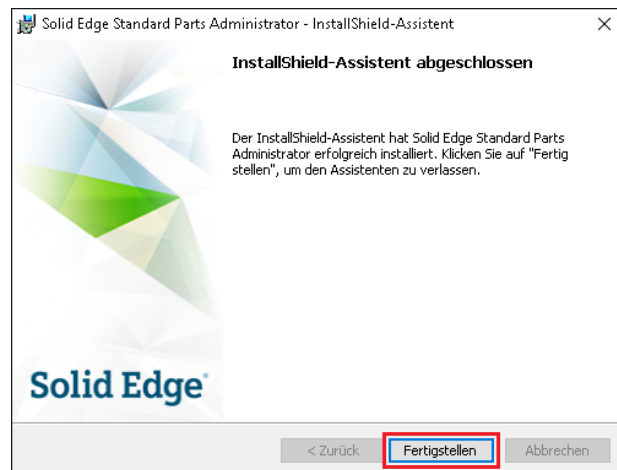 Solid Edge Standard Parts Administrator - InstallShield-Assistent
InstallShield-Assistent abgeschlossen
Der InstallShield-Assistent hat Solid Edge Standard Parts
Administrator erfolgreich installiert. Klicken Sie auf "Fertig
stellen", um den Assistenten zu verlassen.
Solid Edge®
< Zurück Fertigstellen Abbrechen